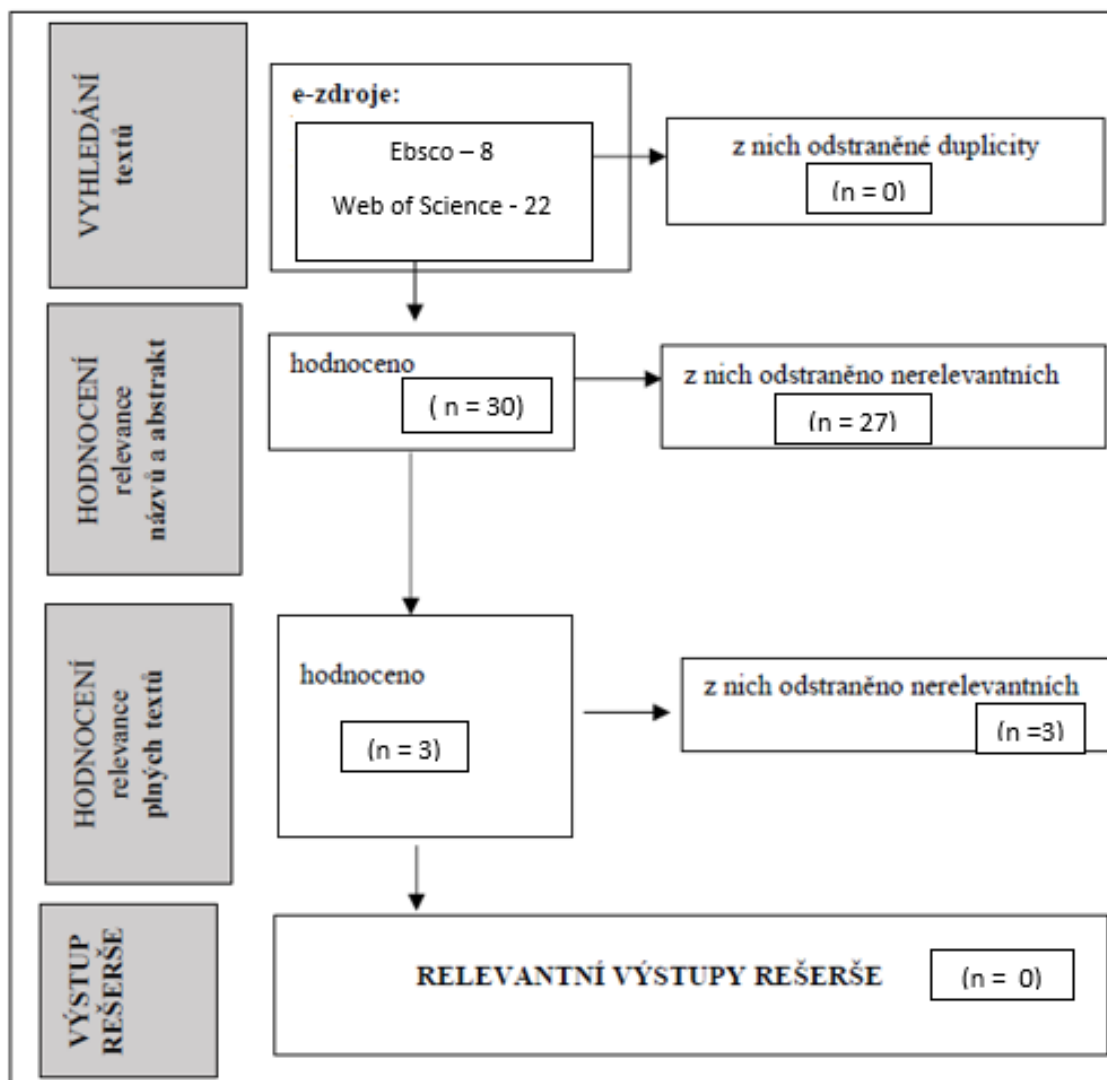 VYHLEDÁNÍ
textů
e-zdroje:
Ebsco – 8
Web of Science - 22
z nich odstraněné duplicity
(n = 0)
HODNOCENÍ
relevance
názvů a abstrakt
hodnoceno
( n = 30)
z nich odstraněno nerelevantních
(n = 27)
HODNOCENÍ
relevance
plných textů
hodnoceno
(n = 3)
z nich odstraněno nerelevantních
(n =3)
VÝSTUP
REŠERŠE
RELEVANTNÍ VÝSTUPY REŠERŠE
(n = 0)